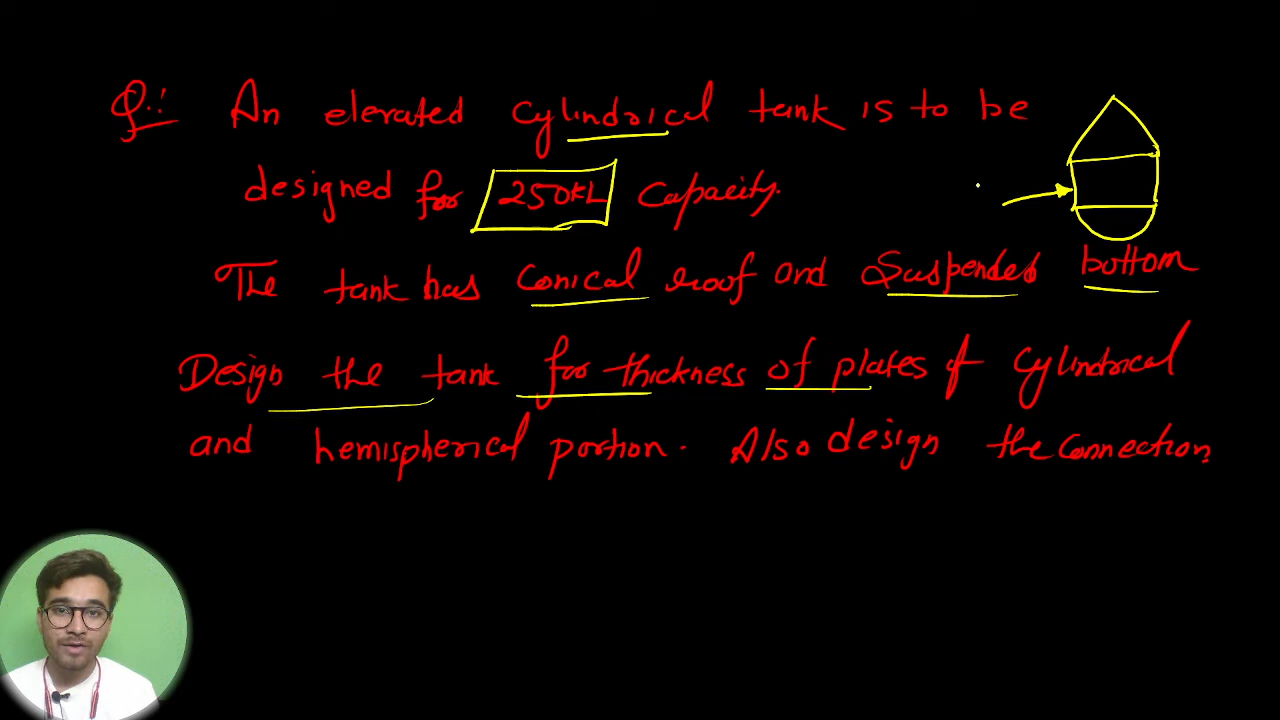 Q.: An elevated cylindrical tank is to be
designed for 250kL capacity.
The tank has conical roof and suspended bottom
Design the tank for thickness of plates of cylindrical
and hemispherical portion. Also design the connection.